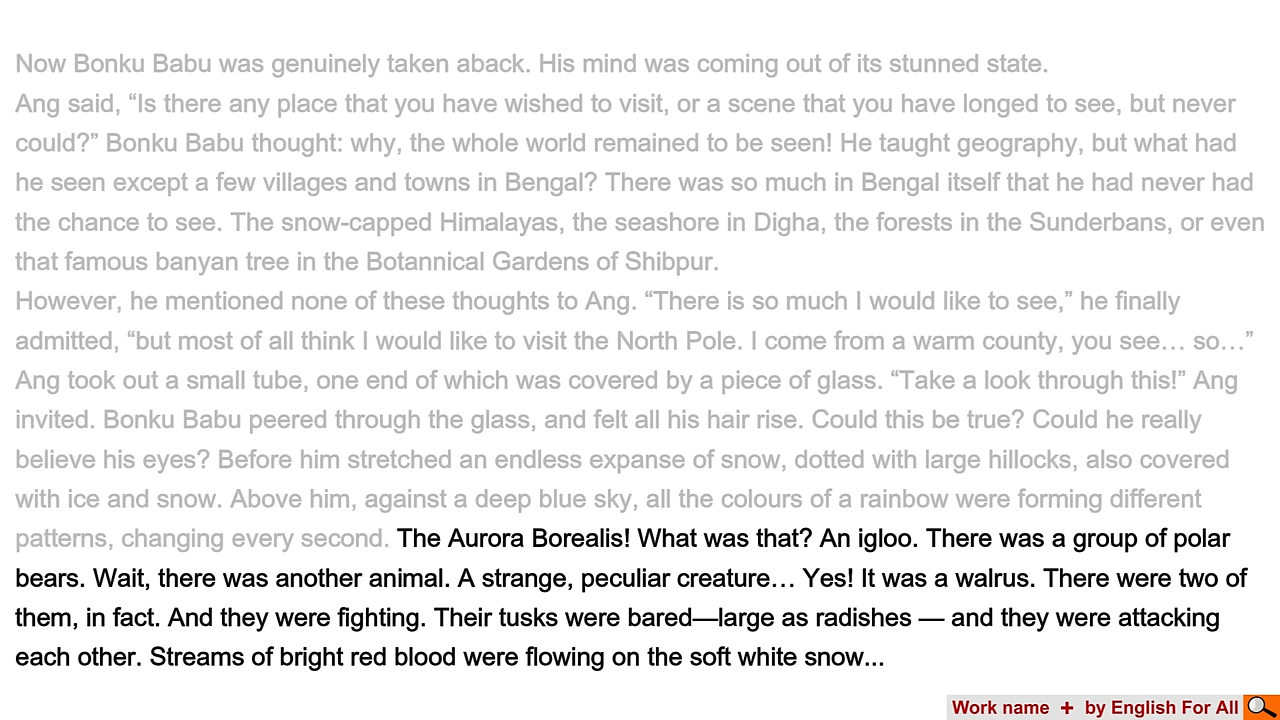 Now Bonku Babu was genuinely taken aback. His mind was coming out of its stunned state.
Ang said, “Is there any place that you have wished to visit, or a scene that you have longed to see, but never
could?” Bonku Babu thought: why, the whole world remained to be seen! He taught geography, but what had
he seen except a few villages and towns in Bengal? There was so much in Bengal itself that he had never had
the chance to see. The snow-capped Himalayas, the seashore in Digha, the forests in the Sunderbans, or even
that famous banyan tree in the Botannical Gardens of Shibpur.
However, he mentioned none of these thoughts to Ang. “There is so much I would like to see,” he finally
admitted, “but most of all think I would like to visit the North Pole. I come from a warm county, you see… so…”
Ang took out a small tube, one end of which was covered by a piece of glass. “Take a look through this!” Ang
invited. Bonku Babu peered through the glass, and felt all his hair rise. Could this be true? Could he really
believe his eyes? Before him stretched an endless expanse of snow, dotted with large hillocks, also covered
with ice and snow. Above him, against a deep blue sky, all the colours of a rainbow were forming different
patterns, changing every second. The Aurora Borealis! What was that? An igloo. There was a group of polar
bears. Wait, there was another animal. A strange, peculiar creature… Yes! It was a walrus. There were two of
them, in fact. And they were fighting. Their tusks were bared—large as radishes — and they were attacking
each other. Streams of bright red blood were flowing on the soft white snow...
Work name + by English For All